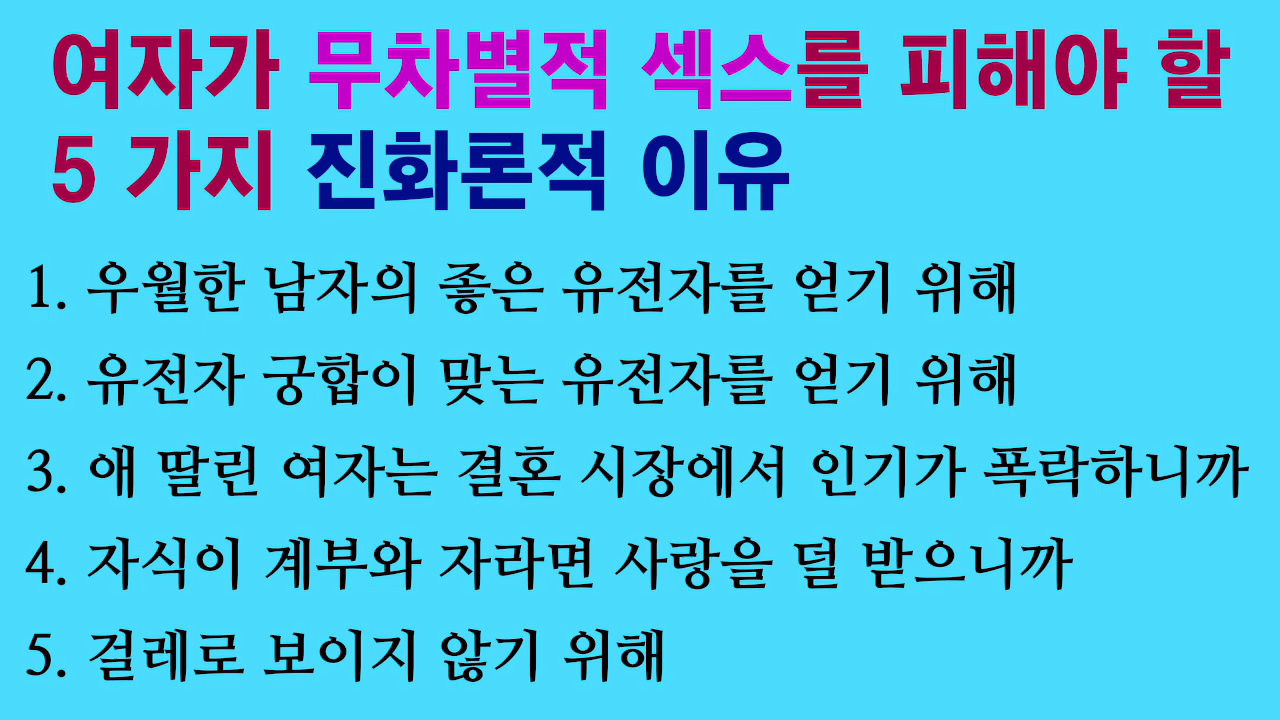 여자가 무차별적 섹스를 피해야 할
5 가지 진화론적 이유
1. 우월한 남자의 좋은 유전자를 얻기 위해
2. 유전자 궁합이 맞는 유전자를 얻기 위해
3. 애 딸린 여자는 결혼 시장에서 인기가 폭락하니까
4. 자식이 계부와 자라면 사랑을 덜 받으니까
5. 걸레로 보이지 않기 위해